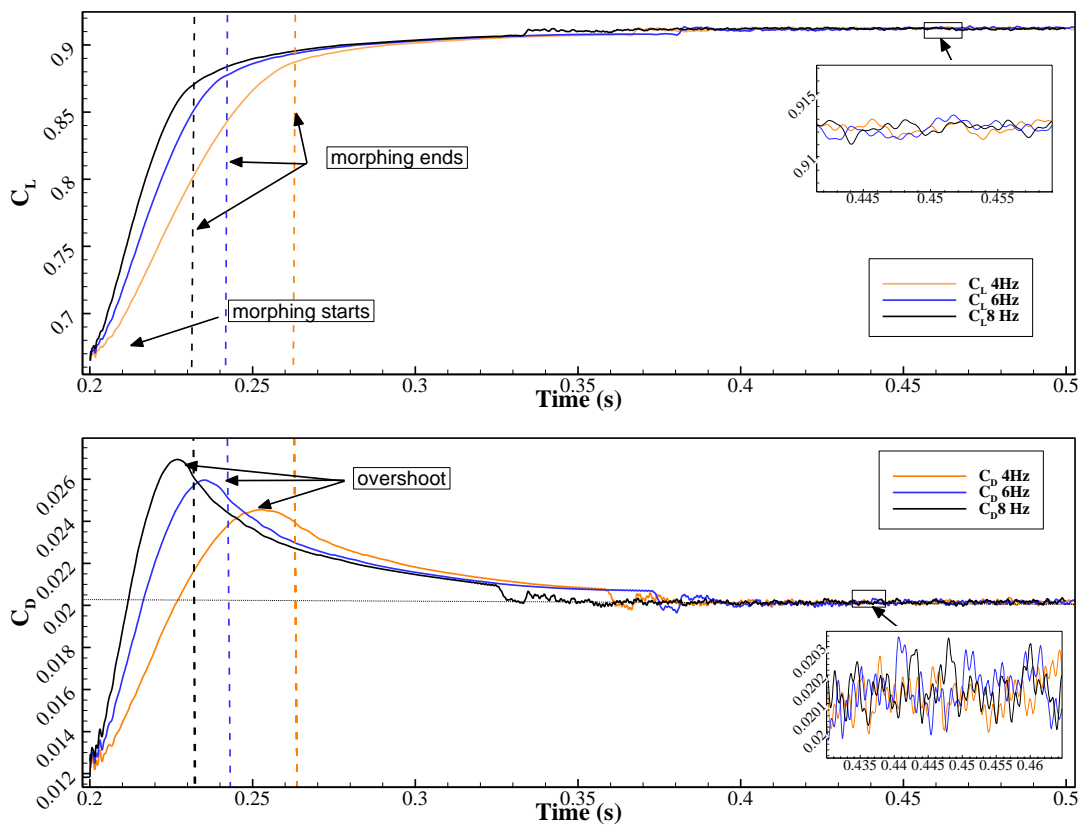 0.9
0.85
0.8
0.75
0.7
C_L
morphing ends
morphing starts
0.915
0.91
0.445 0.45 0.455
C_L 4Hz
C_L 6Hz
C_L 8 Hz
0.2 0.25 0.3 0.35 0.4 0.45 0.5
Time (s)
0.026
0.024
0.022
0.02
0.018
0.016
0.014
0.012
C_D
overshoot
C_D 4Hz
C_D 6Hz
C_D 8 Hz
0.0203
0.0202
0.0201
0.02
0.435 0.44 0.445 0.45 0.455 0.46
0.2 0.25 0.3 0.35 0.4 0.45 0.5
Time (s)